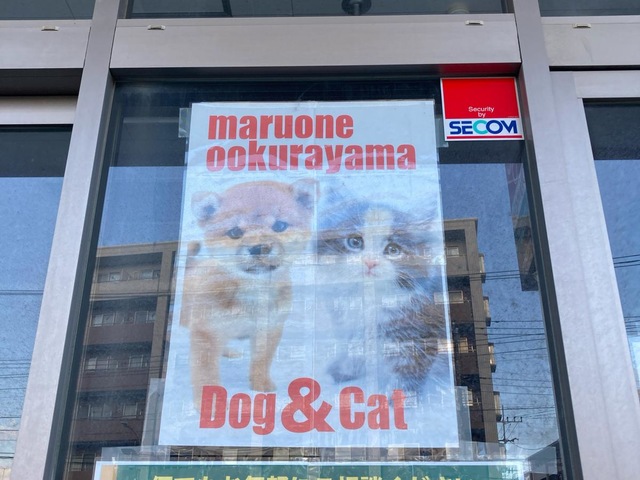 maruone
ookurayama
Security
by
SECOM
Dog & Cat